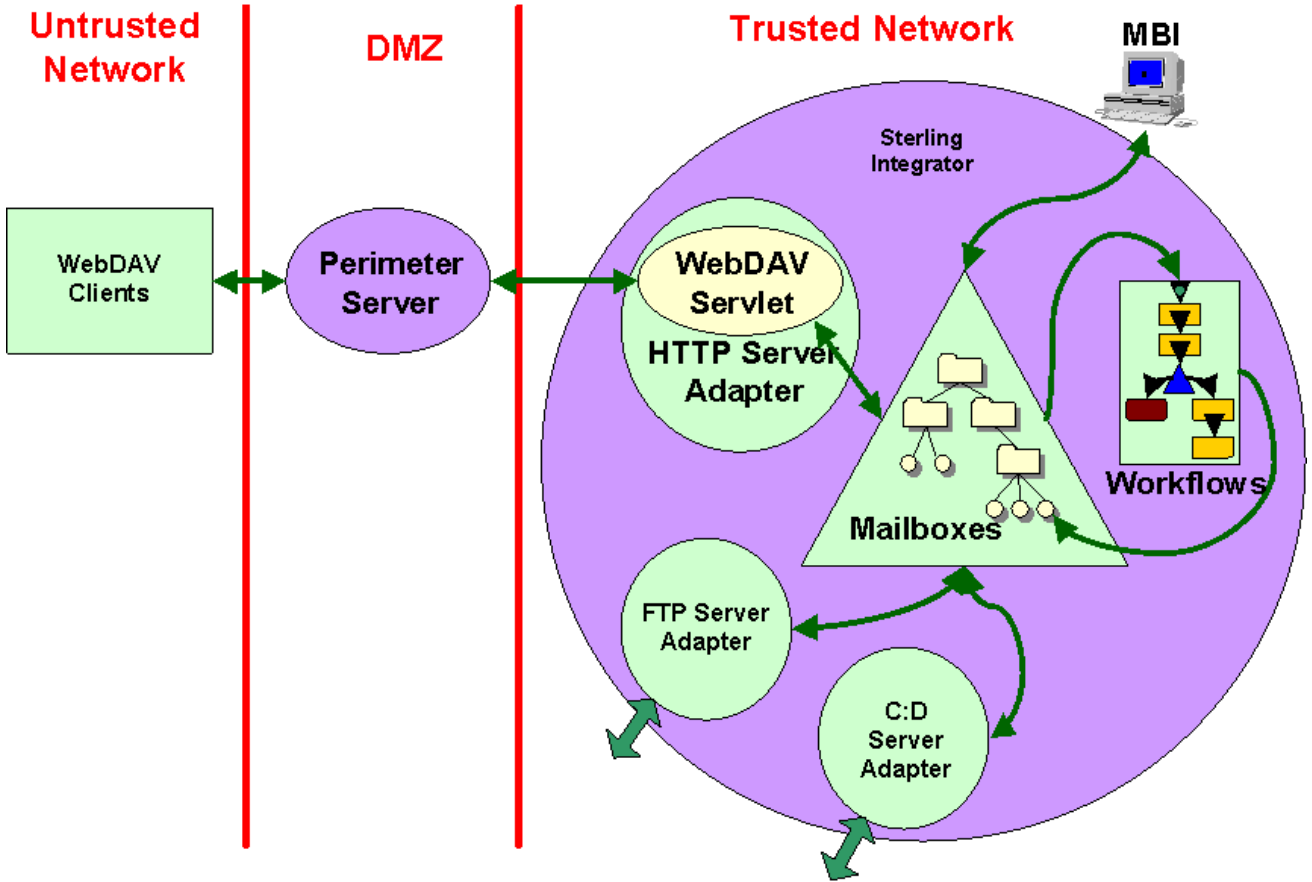 Untrusted
Network
DMZ
Trusted Network
MBI
Sterling
Integrator
WebDAV
Clients
Perimeter
Server
WebDAV
Servlet
HTTP Server
Adapter
Mailboxes
Workflows
FTP Server
Adapter
C:D
Server
Adapter